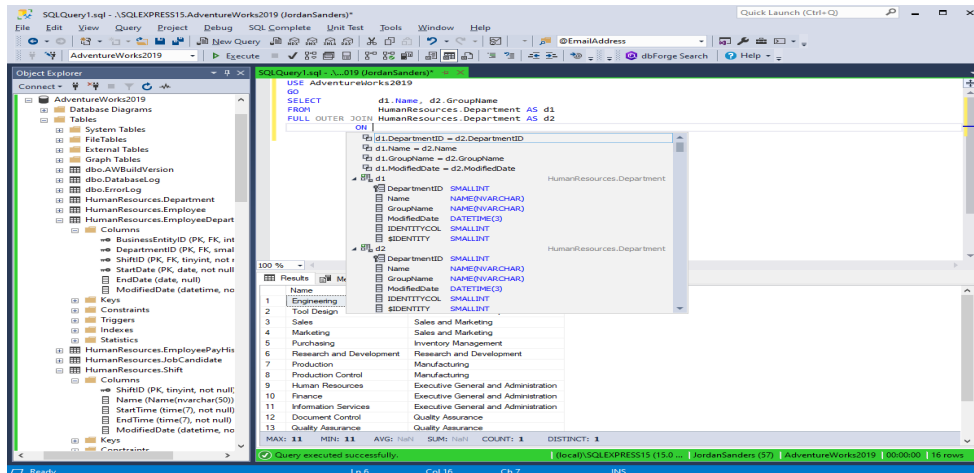 SQLQuery1.sql - .\SQLEXPRESS15.AdventureWorks2019 (JordanSanders)*
Quick Launch (Ctrl+Q)
File Edit View Query Project Debug SQL Complete Unit Test Tools Window Help
New Query @EmailAddress
AdventureWorks2019 Execute dbForge Search Help
Object Explorer
SQLQuery1.sql - .\...019 (JordanSanders)*
Connect
USE AdventureWorks2019
GO
SELECT d1.Name, d2.GroupName
FROM HumanResources.Department AS d1
FULL OUTER JOIN HumanResources.Department AS d2
ON
d1.DepartmentID = d2.DepartmentID
d1.Name = d2.Name
d1.GroupName = d2.GroupName
d1.ModifiedDate = d2.ModifiedDate
d1 HumanResources.Department
DepartmentID SMALLINT
Name NAME(NVARCHAR)
GroupName NAME(NVARCHAR)
ModifiedDate DATETIME(3)
IDENTITYCOL SMALLINT
$IDENTITY SMALLINT
d2 HumanResources.Department
DepartmentID SMALLINT
Name NAME(NVARCHAR)
GroupName NAME(NVARCHAR)
ModifiedDate DATETIME(3)
IDENTITYCOL SMALLINT
$IDENTITY SMALLINT
AdventureWorks2019
Database Diagrams
Tables
System Tables
FileTables
External Tables
Graph Tables
dbo.AWBuildVersion
dbo.DatabaseLog
dbo.ErrorLog
HumanResources.Department
HumanResources.Employee
HumanResources.EmployeeDepart
Columns
BusinessEntityID (PK, FK, int
DepartmentID (PK, FK, smal
ShiftID (PK, FK, tinyint, not r
StartDate (PK, date, not null
EndDate (date, null)
ModifiedDate (datetime, no
Keys
Constraints
Triggers
Indexes
Statistics
HumanResources.EmployeePayHis
HumanResources.JobCandidate
HumanResources.Shift
Columns
ShiftID (PK, tinyint, not null)
Name (Name(nvarchar(50))
StartTime (time(7), not null)
EndTime (time(7), not null)
ModifiedDate (datetime, no
Keys
Constraints
100 %
Results Me
Name
1 Engineering
2 Tool Design
3 Sales Sales and Marketing
4 Marketing Sales and Marketing
5 Purchasing Inventory Management
6 Research and Development Research and Development
7 Production Manufacturing
8 Production Control Manufacturing
9 Human Resources Executive General and Administration
10 Finance Executive General and Administration
11 Information Services Executive General and Administration
12 Document Control Quality Assurance
13 Quality Assurance Quality Assurance
MAX: 11 MIN: 11 AVG: NaN SUM: NaN COUNT: 1 DISTINCT: 1
Query executed successfully. (local)\SQLEXPRESS15 (15.0 ... JordanSanders (57) AdventureWorks2019 00:00:00 16 rows
Ready Ln 6 Col 16 Ch 7 INS